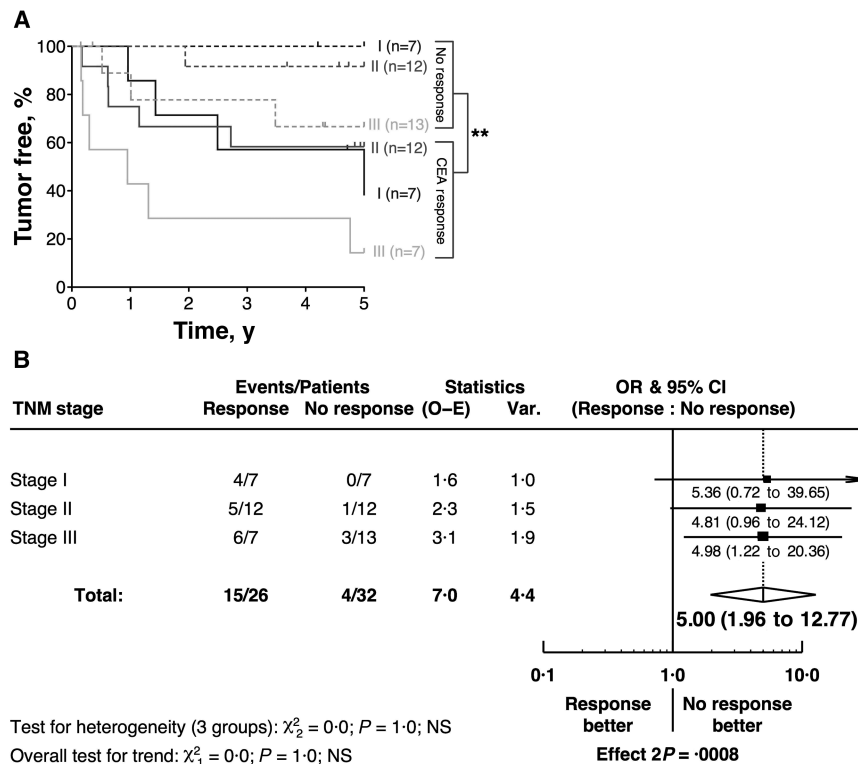 A
100
80
60
40
20
0
Tumor free, %
0 1 2 3 4 5
Time, y
I (n=7)
II (n=12)
III (n=13)
II (n=12)
I (n=7)
III (n=7)
No response
CEA response
**
B
Events/Patients Statistics OR & 95% CI
TNM stage Response No response (O–E) Var. (Response : No response)
Stage I 4/7 0/7 1·6 1·0
5.36 (0.72 to 39.65)
Stage II 5/12 1/12 2·3 1·5
4.81 (0.96 to 24.12)
Stage III 6/7 3/13 3·1 1·9
4.98 (1.22 to 20.36)
Total: 15/26 4/32 7·0 4·4
5.00 (1.96 to 12.77)
0·1 1·0 10·0
Response better
No response better
Test for heterogeneity (3 groups): χ²₂ = 0·0; P = 1·0; NS
Overall test for trend: χ²₁ = 0·0; P = 1·0; NS
Effect 2P = ·0008